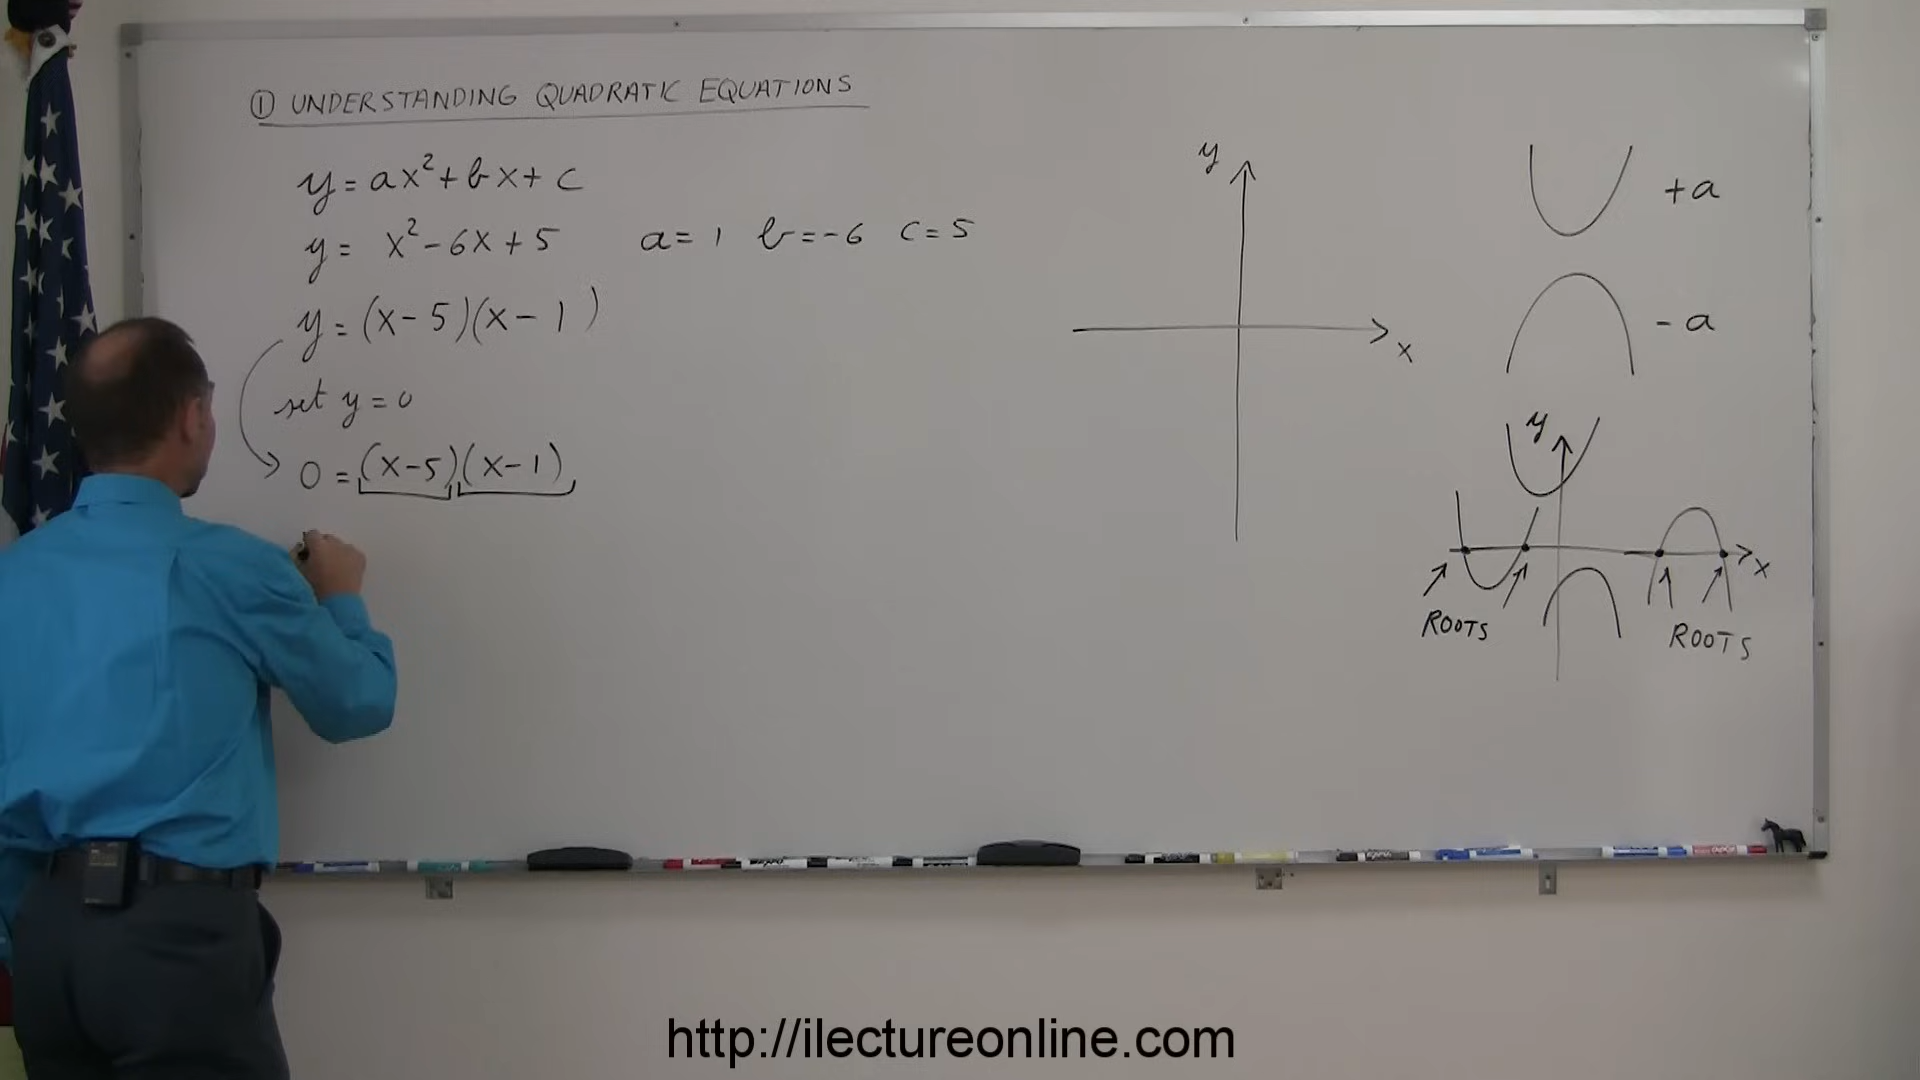 ① UNDERSTANDING QUADRATIC EQUATIONS
y = ax² + bx + c
y = x² - 6x + 5 a = 1 b = -6 c = 5
y = (x - 5)(x - 1)
set y = 0
0 = (x - 5)(x - 1)
y
x
+ a
- a
y
x
ROOTS
ROOTS
http://ilectureonline.com